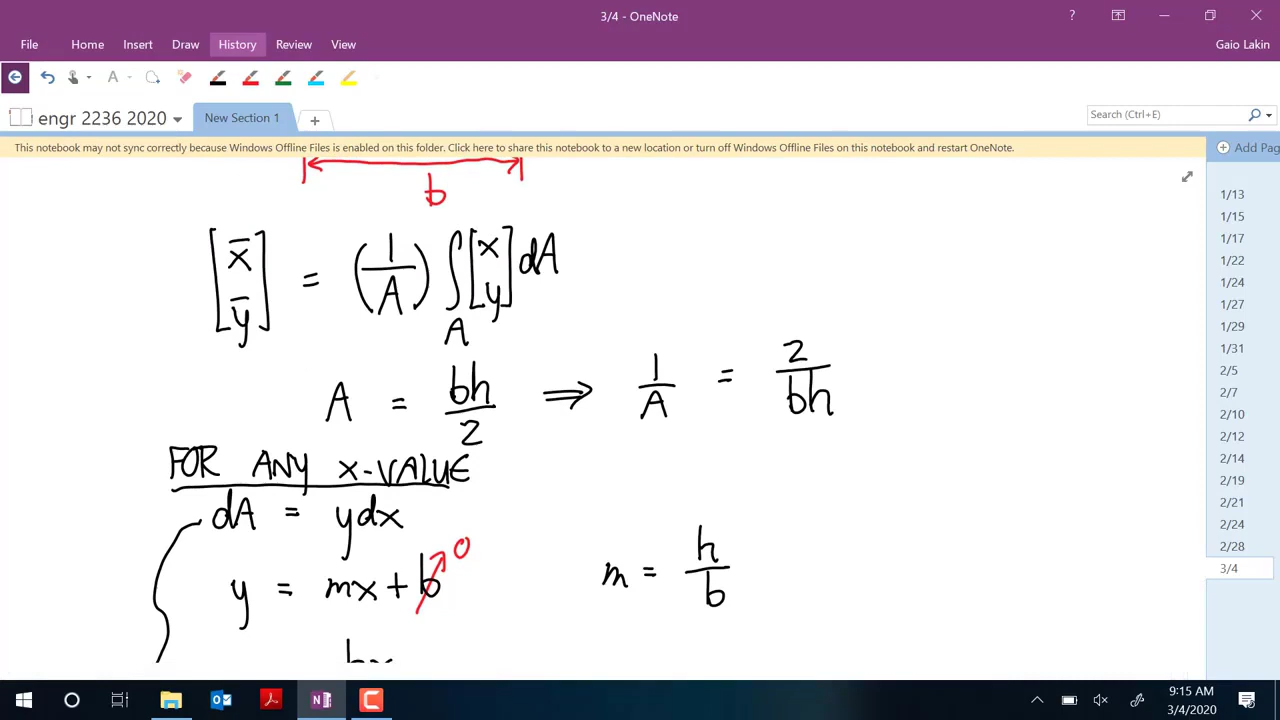 3/4 - OneNote
?
File Home Insert Draw History Review View Gaio Lakin
A
engr 2236 2020 New Section 1 + Search (Ctrl+E)
This notebook may not sync correctly because Windows Offline Files is enabled on this folder. Click here to share this notebook to a new location or turn off Windows Offline Files on this notebook and restart OneNote.
Add Pag
1/13
1/15
1/17
1/22
1/24
1/27
1/29
1/31
2/5
2/7
2/10
2/12
2/14
2/19
2/21
2/24
2/28
3/4
b
[x̄ ȳ] = (1/A) ∫_A [x y] dA
A = bh/2 ⟹ 1/A = 2/bh
FOR ANY x-VALUE
dA = ydx
y = mx + b 0 m = h/b
9:15 AM
3/4/2020